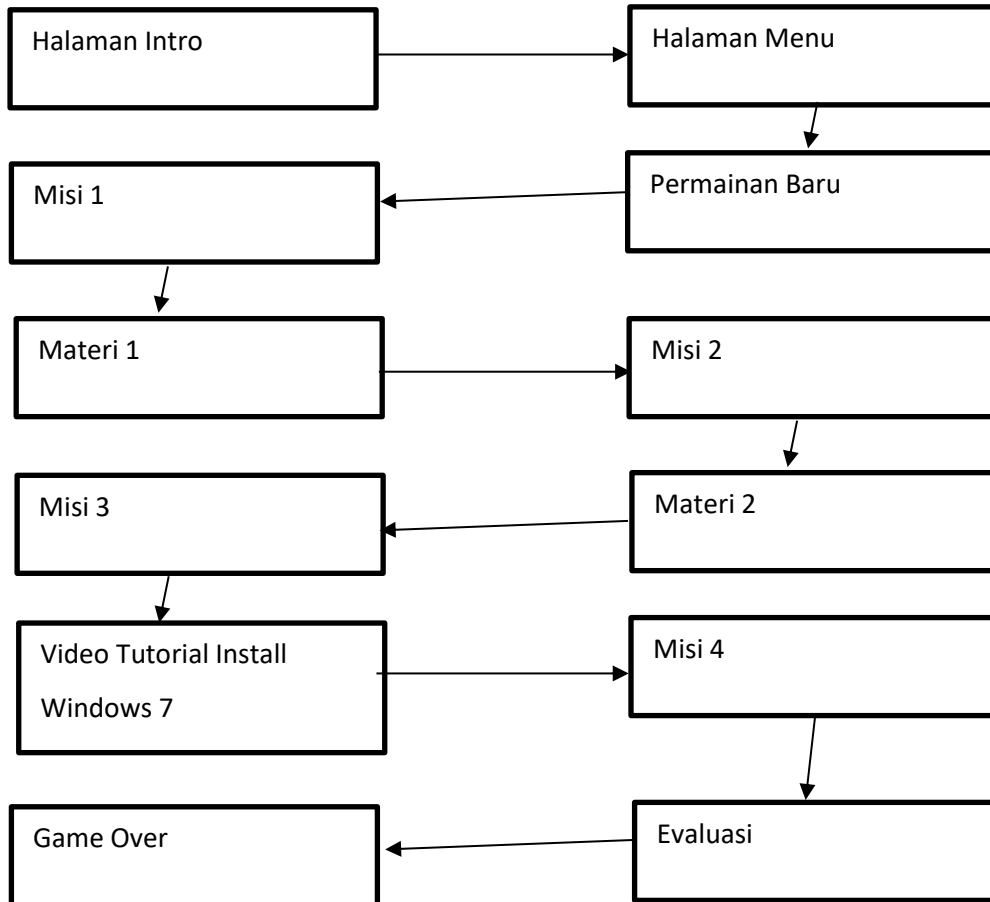 Halaman Intro
Halaman Menu
Permainan Baru
Misi 1
Materi 1
Misi 2
Materi 2
Misi 3
Video Tutorial Install
Windows 7
Misi 4
Evaluasi
Game Over